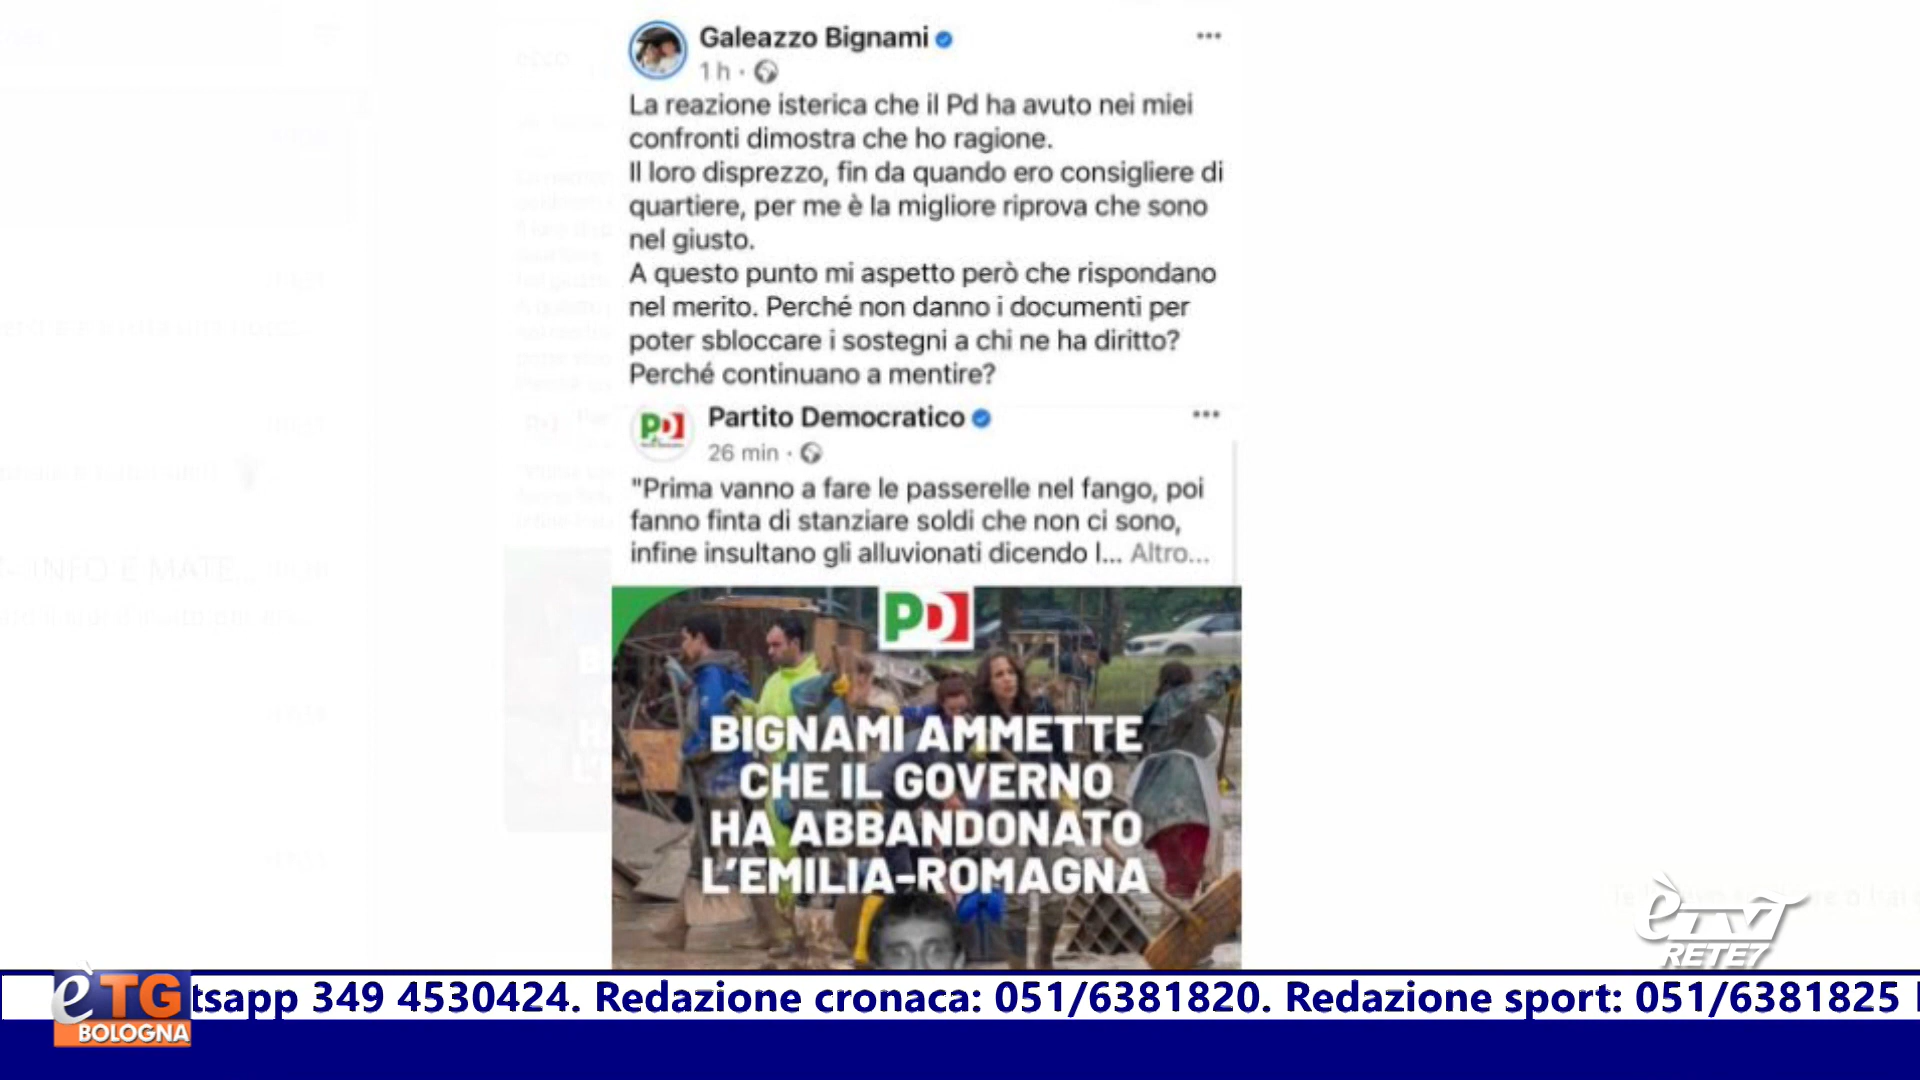 Galeazzo Bignami
1 h ·
La reazione isterica che il Pd ha avuto nei miei
confronti dimostra che ho ragione.
Il loro disprezzo, fin da quando ero consigliere di
quartiere, per me è la migliore riprova che sono
nel giusto.
A questo punto mi aspetto però che rispondano
nel merito. Perché non danno i documenti per
poter sbloccare i sostegni a chi ne ha diritto?
Perché continuano a mentire?
PD
Partito Democratico
26 min ·
"Prima vanno a fare le passerelle nel fango, poi
fanno finta di stanziare soldi che non ci sono,
infine insultano gli alluvionati dicendo l... Altro...
PD
BIGNAMI AMMETTE
CHE IL GOVERNO
HA ABBANDONATO
L'EMILIA-ROMAGNA
è TV
RETE7
è TG
BOLOGNA
tsapp 349 4530424. Redazione cronaca: 051/6381820. Redazione sport: 051/6381825